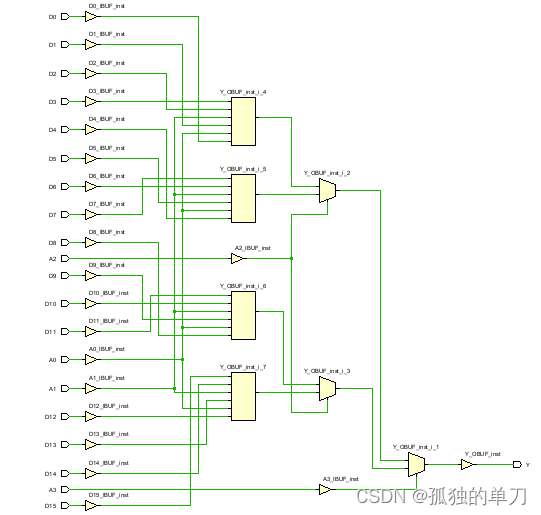 D0
D0_IBUF_inst
D1
D1_IBUF_inst
D2
D2_IBUF_inst
D3
D3_IBUF_inst
Y_OBUF_inst_i_4
D4
D4_IBUF_inst
D5
D5_IBUF_inst
D6
D6_IBUF_inst
Y_OBUF_inst_i_5
Y_OBUF_inst_i_2
D7
D7_IBUF_inst
D8
D8_IBUF_inst
A2
A2_IBUF_inst
D9
D9_IBUF_inst
D10
D10_IBUF_inst
Y_OBUF_inst_i_6
D11
D11_IBUF_inst
A0
A0_IBUF_inst
Y_OBUF_inst_i_7
Y_OBUF_inst_i_3
A1
A1_IBUF_inst
D12
D12_IBUF_inst
D13
D13_IBUF_inst
Y_OBUF_inst_i_1
Y_OBUF_inst
Y
D14
D14_IBUF_inst
A3
A3_IBUF_inst
D15
D15_IBUF_inst
CSDN @孤独的单刀